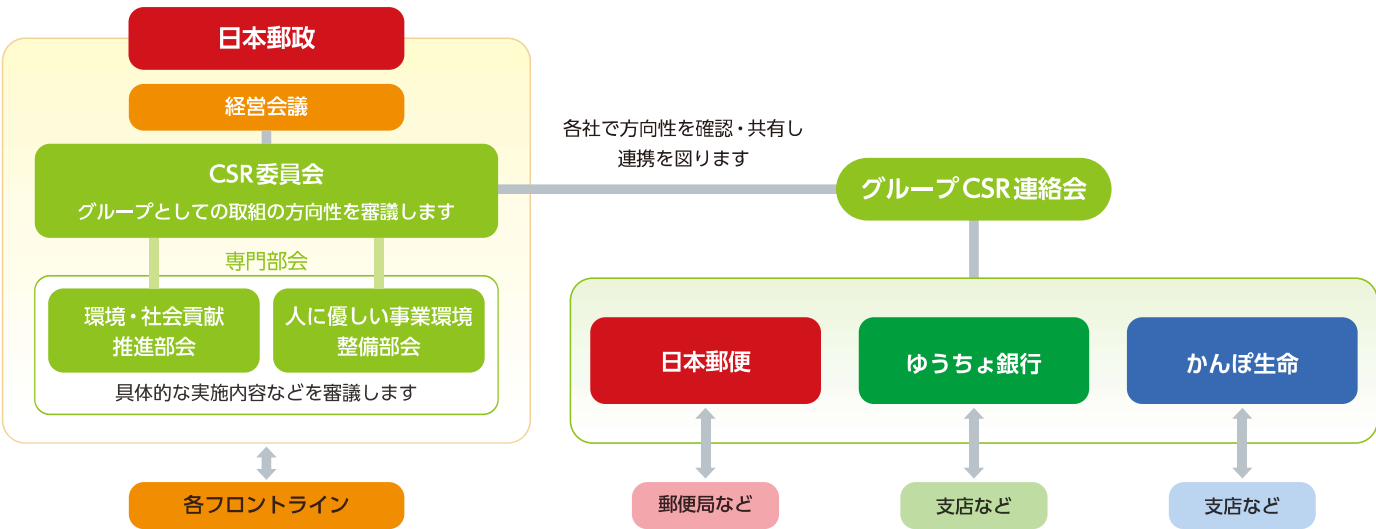 日本郵政
経営会議
CSR委員会
グループとしての取組の方向性を審議します
専門部会
環境・社会貢献
推進部会
人に優しい事業環境
整備部会
具体的な実施内容などを審議します
各フロントライン
各社で方向性を確認・共有し
連携を図ります
グループCSR連絡会
日本郵便
ゆうちょ銀行
かんぽ生命
郵便局など
支店など
支店など